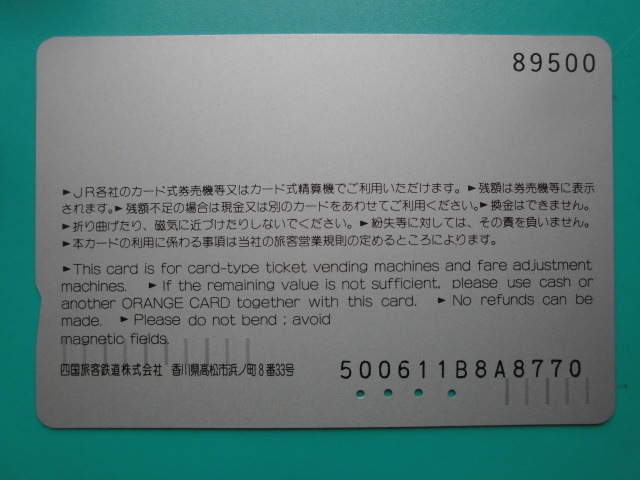 89500
►JR各社のカード式券売機等又はカード式精算機でご利用いただけます。►残額は券売機等に表示
されます。►残額不足の場合は現金又は別のカードをあわせてご利用ください。►換金はできません。
►折り曲げたり、磁気に近づけたりしないでください。►紛失等に対しては、その責を負いません。
►本カードの利用に係わる事項は当社の旅客営業規則の定めるところによります。
►This card is for card-type ticket vending machines and fare adjustment
machines. ►If the remaining value is not sufficient, please use cash or
another ORANGE CARD together with this card. ►No refunds can be
made. ►Please do not bend ; avoid
magnetic fields.
四国旅客鉄道株式会社 香川県高松市浜ノ町8番33号 500611B8A8770